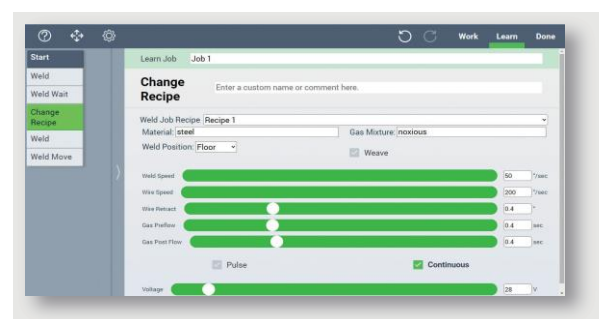 Work Learn Done
Start
Weld
Weld Wait
Change
Recipe
Weld
Weld Move
Learn Job Job 1
Change
Recipe
Enter a custom name or comment here.
Weld Job Recipe Recipe 1
Material: steel Gas Mixture: noxious
Weld Position: Floor Weave
Weld Speed 50 "/sec
Wire Speed 200 "/sec
Wire Retract 0.4 "
Gas Preflow 0.4 sec
Gas Post Flow 0.4 sec
Pulse Continuous
Voltage 28 V